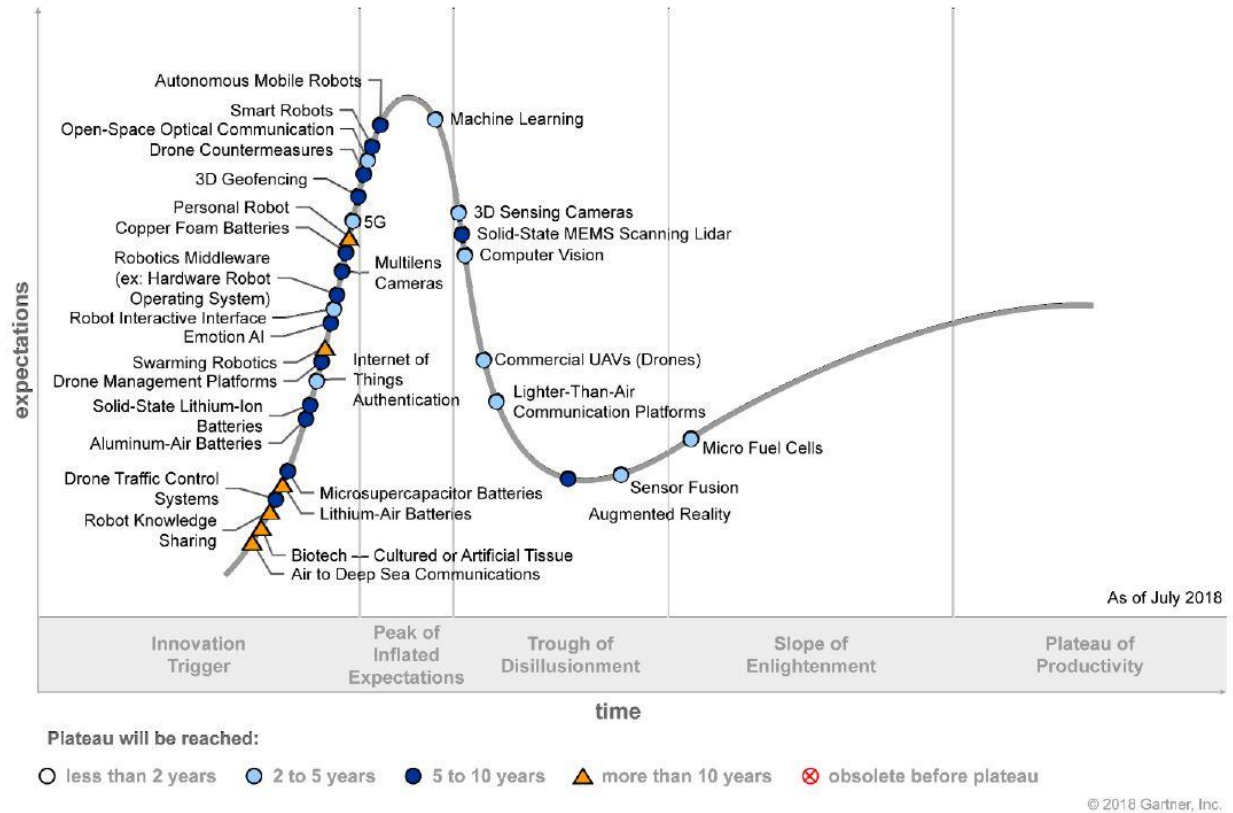 Autonomous Mobile Robots
Smart Robots
Open-Space Optical Communication
Drone Countermeasures
3D Geofencing
Personal Robot
Copper Foam Batteries
Robotics Middleware
(ex: Hardware Robot
Operating System)
Robot Interactive Interface
Emotion AI
Swarming Robotics
Drone Management Platforms
Solid-State Lithium-Ion
Batteries
Aluminum-Air Batteries
Drone Traffic Control
Systems
Robot Knowledge
Sharing
5G
Multilens
Cameras
Internet of
Things
Authentication
Microsupercapacitor Batteries
Lithium-Air Batteries
Biotech — Cultured or Artificial Tissue
Air to Deep Sea Communications
Machine Learning
3D Sensing Cameras
Solid-State MEMS Scanning Lidar
Computer Vision
Commercial UAVs (Drones)
Lighter-Than-Air
Communication Platforms
Micro Fuel Cells
Sensor Fusion
Augmented Reality
expectations
As of July 2018
Innovation
Trigger
Peak of
Inflated
Expectations
Trough of
Disillusionment
Slope of
Enlightenment
Plateau of
Productivity
time
Plateau will be reached:
less than 2 years
2 to 5 years
5 to 10 years
more than 10 years
obsolete before plateau
© 2018 Gartner, Inc.